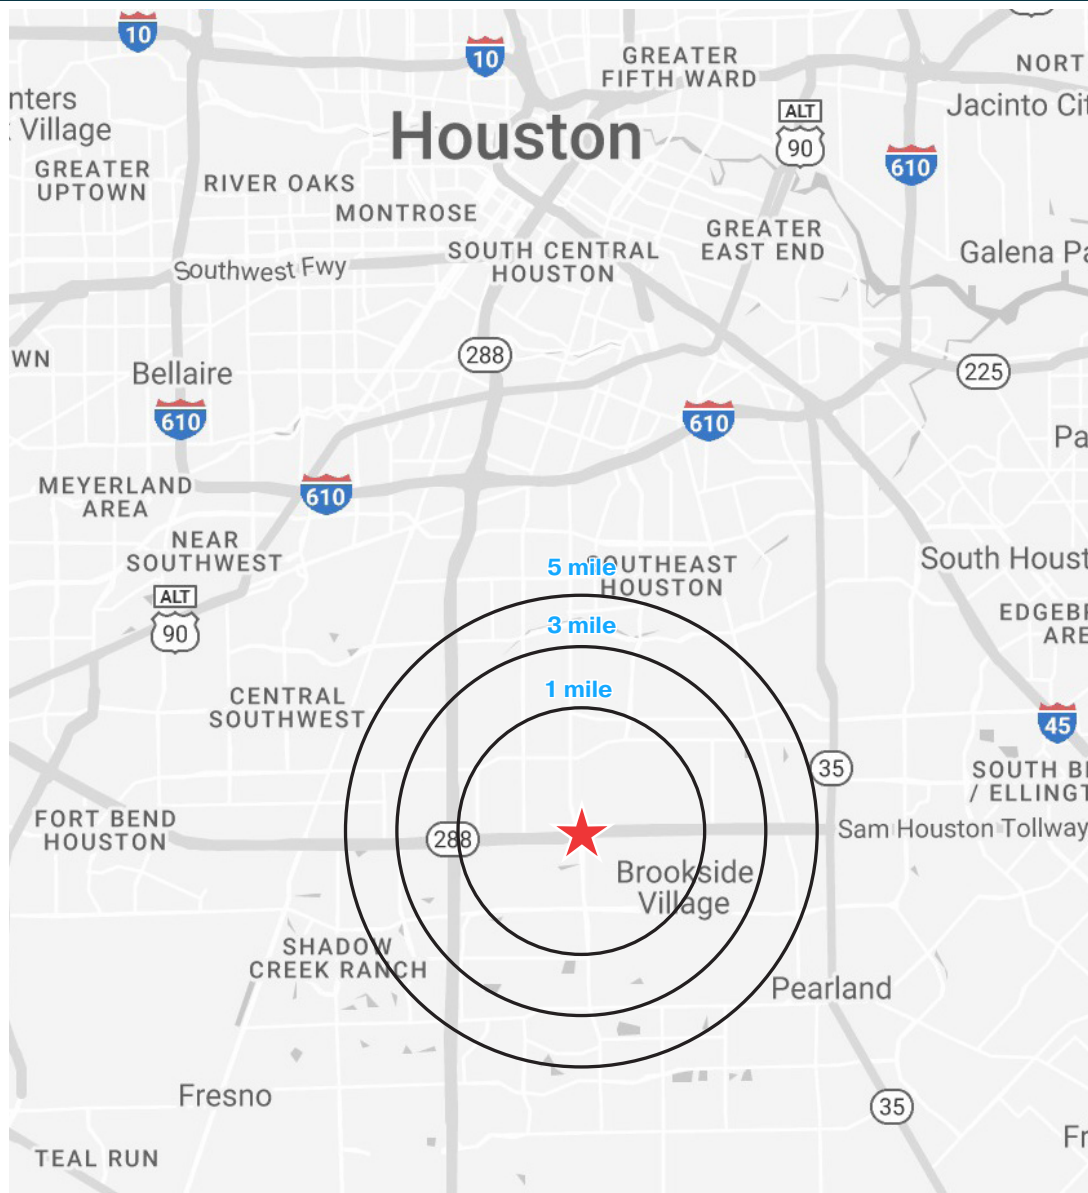 10
10
GREATER
FIFTH WARD
NORT
nters
Village
Jacinto Cit
ALT
90
Houston
610
GREATER
UPTOWN
RIVER OAKS
MONTROSE
GREATER
EAST END
SOUTH CENTRAL
HOUSTON
Galena Pa
Southwest Fwy
WN
288
Bellaire
225
610
610
Pa
MEYERLAND
AREA
610
NEAR
SOUTHWEST
5 mile
SOUTHEAST
HOUSTON
South Houst
ALT
90
3 mile
EDGEB
ARE
1 mile
CENTRAL
SOUTHWEST
45
35
SOUTH B
/ ELLINGT
FORT BEND
HOUSTON
288
Sam Houston Tollway
Brookside
Village
SHADOW
CREEK RANCH
Pearland
Fresno
35
Fr
TEAL RUN